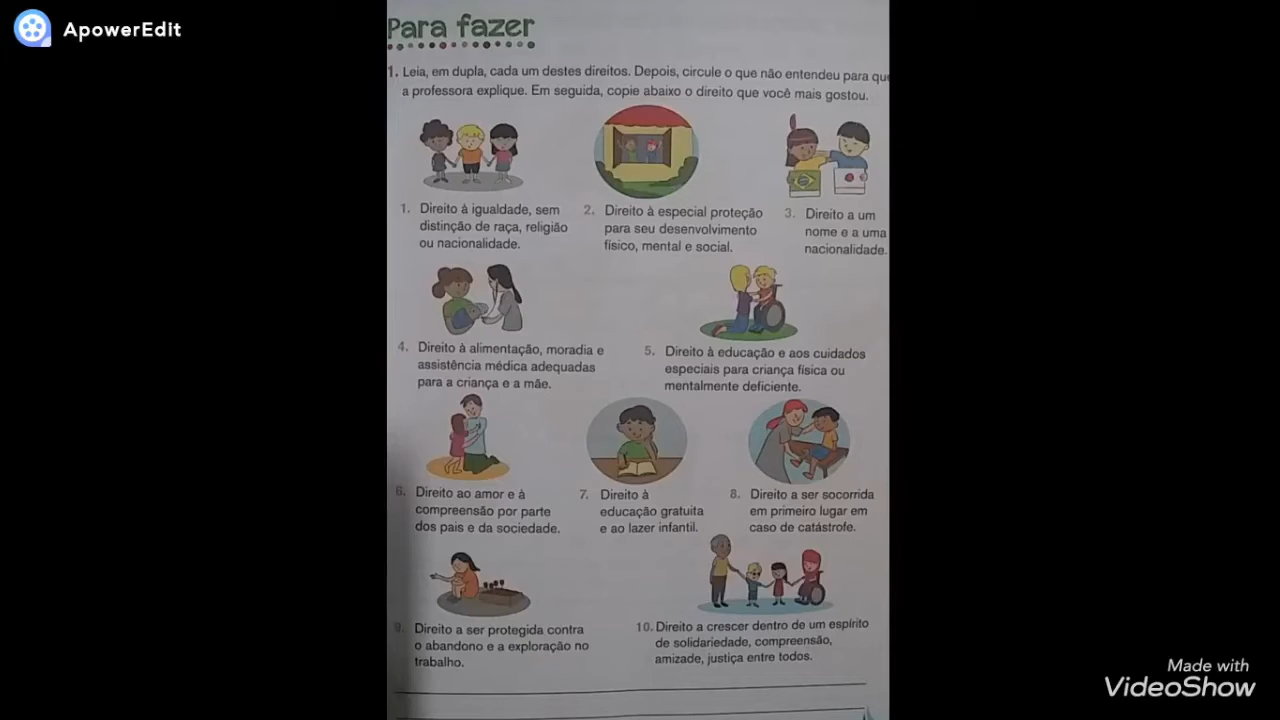 ApowerEdit
Para fazer
1. Leia, em dupla, cada um destes direitos. Depois, circule o que não entendeu para que
a professora explique. Em seguida, copie abaixo o direito que você mais gostou.
1. Direito à igualdade, sem
distinção de raça, religião
ou nacionalidade.
2. Direito à especial proteção
para seu desenvolvimento
físico, mental e social.
3. Direito a um
nome e a uma
nacionalidade.
4. Direito à alimentação, moradia e
assistência médica adequadas
para a criança e a mãe.
5. Direito à educação e aos cuidados
especiais para criança física ou
mentalmente deficiente.
6. Direito ao amor e à
compreensão por parte
dos pais e da sociedade.
7. Direito à
educação gratuita
e ao lazer infantil.
8. Direito a ser socorrida
em primeiro lugar em
caso de catástrofe.
9. Direito a ser protegida contra
o abandono e a exploração no
trabalho.
10. Direito a crescer dentro de um espírito
de solidariedade, compreensão,
amizade, justiça entre todos.
Made with
VideoShow